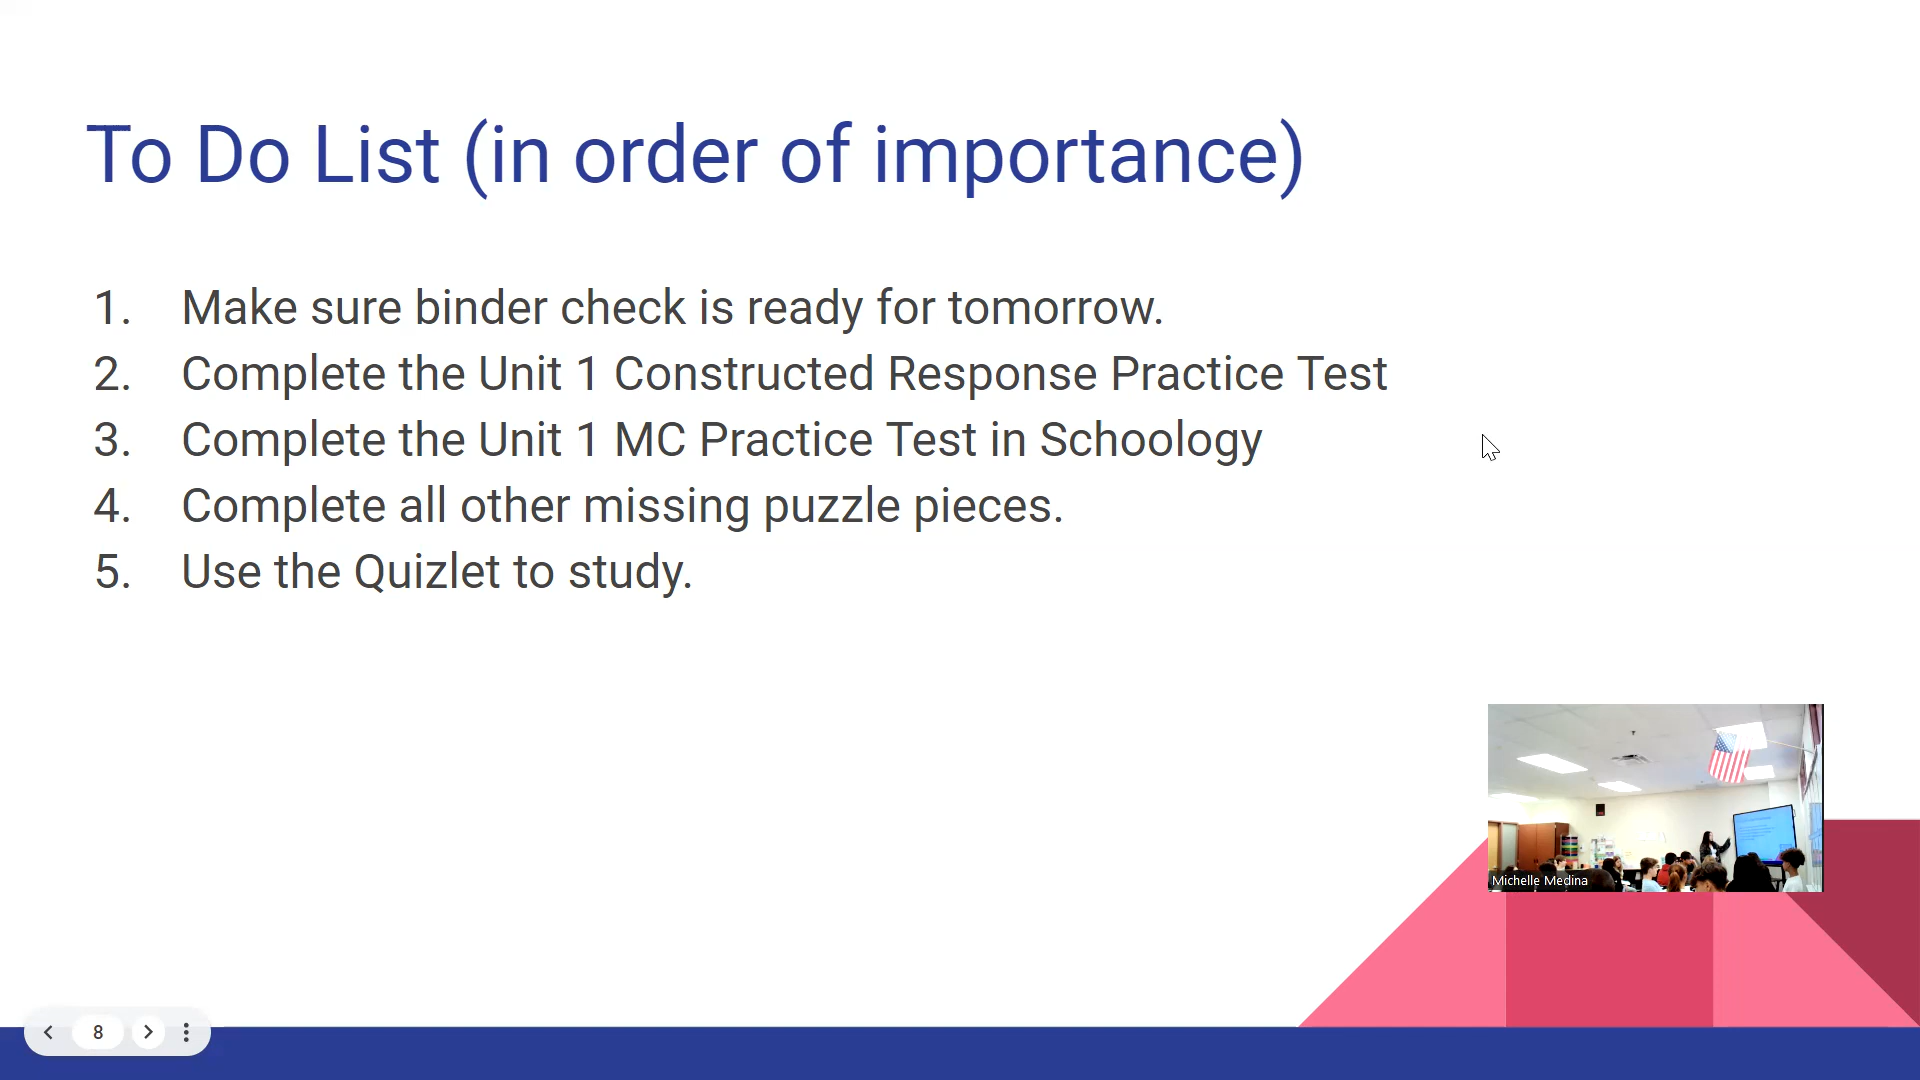 To Do List (in order of importance)
1. Make sure binder check is ready for tomorrow.
2. Complete the Unit 1 Constructed Response Practice Test
3. Complete the Unit 1 MC Practice Test in Schoology
4. Complete all other missing puzzle pieces.
5. Use the Quizlet to study.
Michelle Medina
8